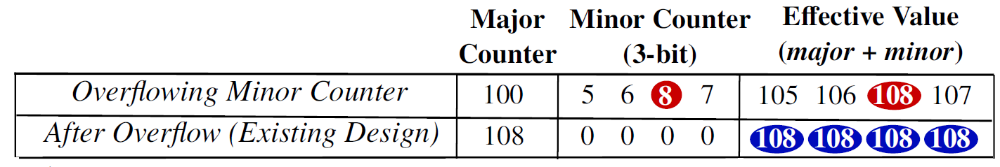 Major Minor Counter Effective Value
Counter (3-bit) (major + minor)
Overflowing Minor Counter 100 5 6 8 7 105 106 108 107
After Overflow (Existing Design) 108 0 0 0 0 108 108 108 108